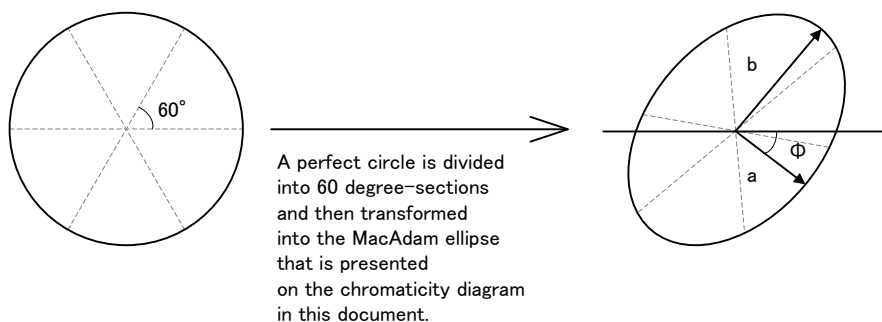 60°
A perfect circle is divided
into 60 degree-sections
and then transformed
into the MacAdam ellipse
that is presented
on the chromaticity diagram
in this document.
b
Φ
a